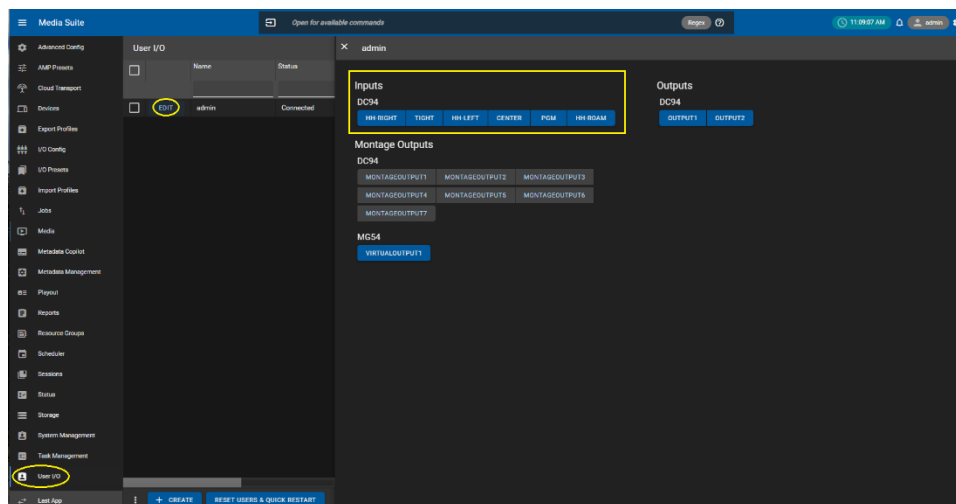 Media Suite
Open for available commands
Regex
11:09:07 AM
admin
Advanced Config
AMP Presets
Cloud Transport
Devices
Export Profiles
I/O Config
I/O Presets
Import Profiles
Jobs
Media
Metadata Copilot
Metadata Management
Playout
Reports
Resource Groups
Scheduler
Sessions
Status
Storage
System Management
Task Management
User I/O
Last App
User I/O
Name Status
EDIT admin Connected
+ CREATE RESET USERS & QUICK RESTART
× admin
Inputs
DC94
HH-RIGHT TIGHT HH-LEFT CENTER PGM HH-ROAM
Montage Outputs
DC94
MONTAGEOUTPUT1 MONTAGEOUTPUT2 MONTAGEOUTPUT3
MONTAGEOUTPUT4 MONTAGEOUTPUT5 MONTAGEOUTPUT6
MONTAGEOUTPUT7
MG54
VIRTUALOUTPUT1
Outputs
DC94
OUTPUT1 OUTPUT2